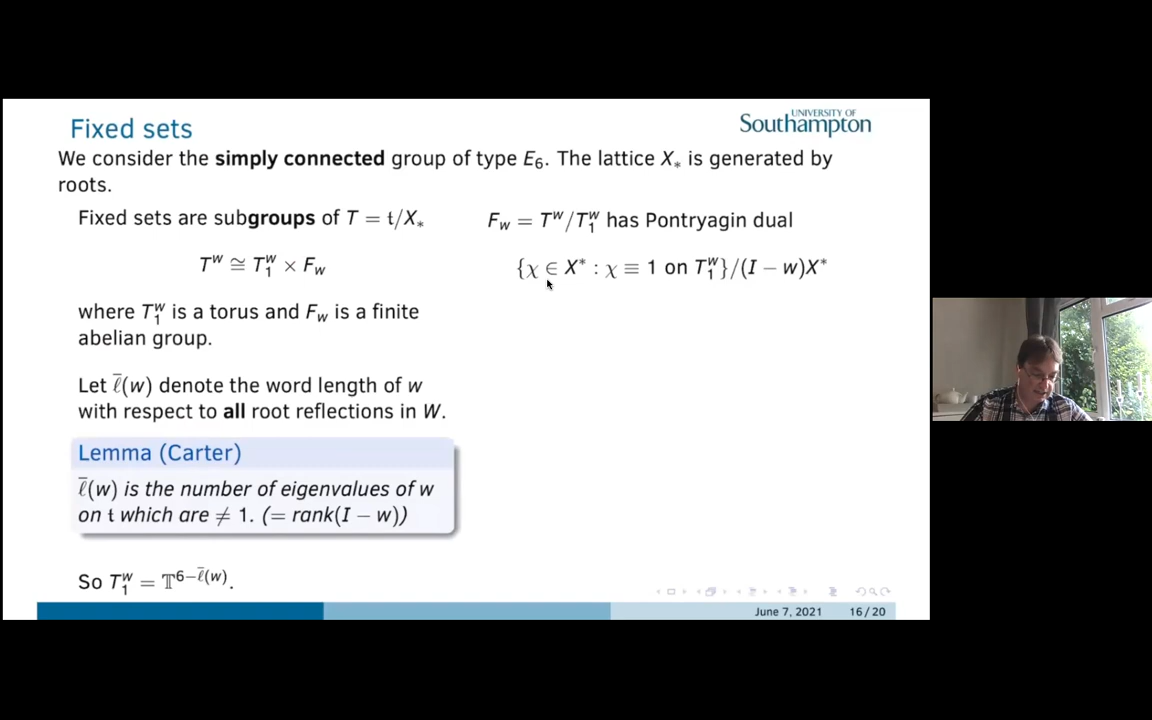 Fixed sets
UNIVERSITY OF
Southampton
We consider the simply connected group of type E₆. The lattice X_* is generated by
roots.
Fixed sets are subgroups of T = 𝔱/X_*
T^w ≅ T_1^w × F_w
where T_1^w is a torus and F_w is a finite
abelian group.
Let ℓ̄(w) denote the word length of w
with respect to all root reflections in W.
Lemma (Carter)
ℓ̄(w) is the number of eigenvalues of w
on 𝔱 which are ≠ 1. (= rank(I − w))
So T_1^w = 𝕋^{6−ℓ̄(w)}.
F_w = T^w/T_1^w has Pontryagin dual
{χ ∈ X^* : χ ≡ 1 on T_1^w}/(I − w)X^*
June 7, 2021 16/20